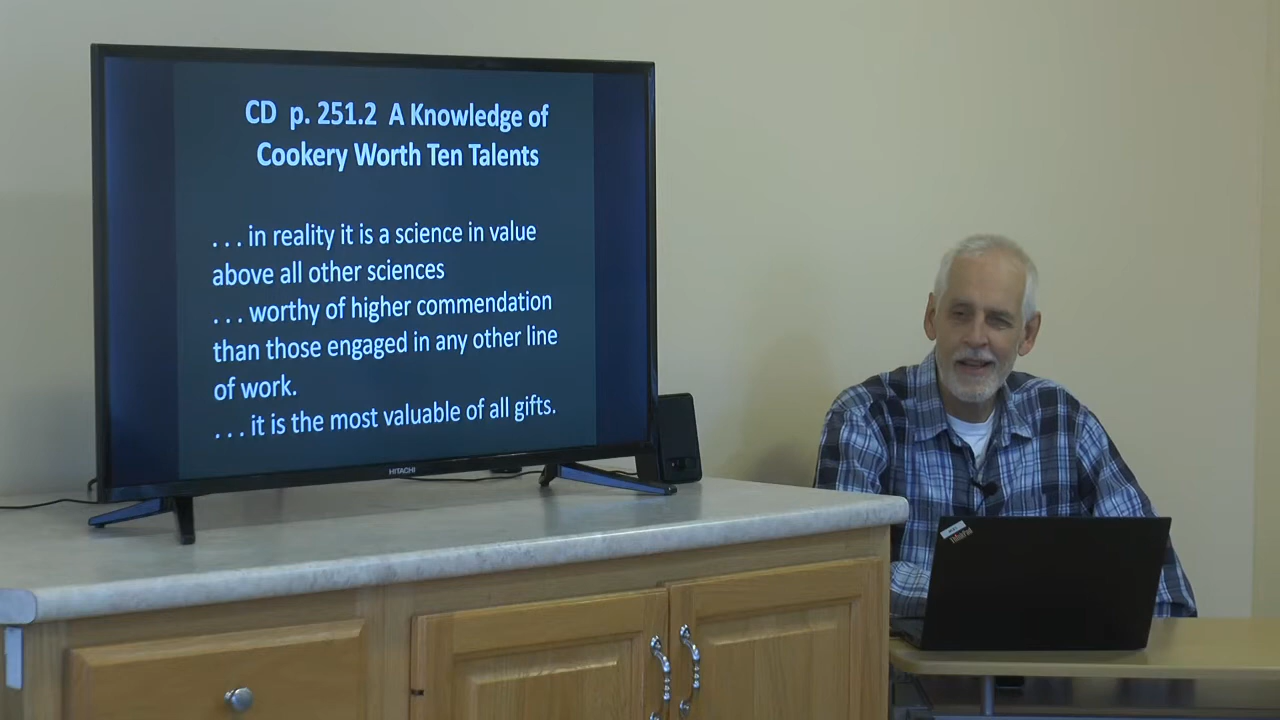 CD p. 251.2 A Knowledge of
Cookery Worth Ten Talents
. . . in reality it is a science in value
above all other sciences
. . . worthy of higher commendation
than those engaged in any other line
of work.
. . . it is the most valuable of all gifts.
HITACHI
ThinkPad